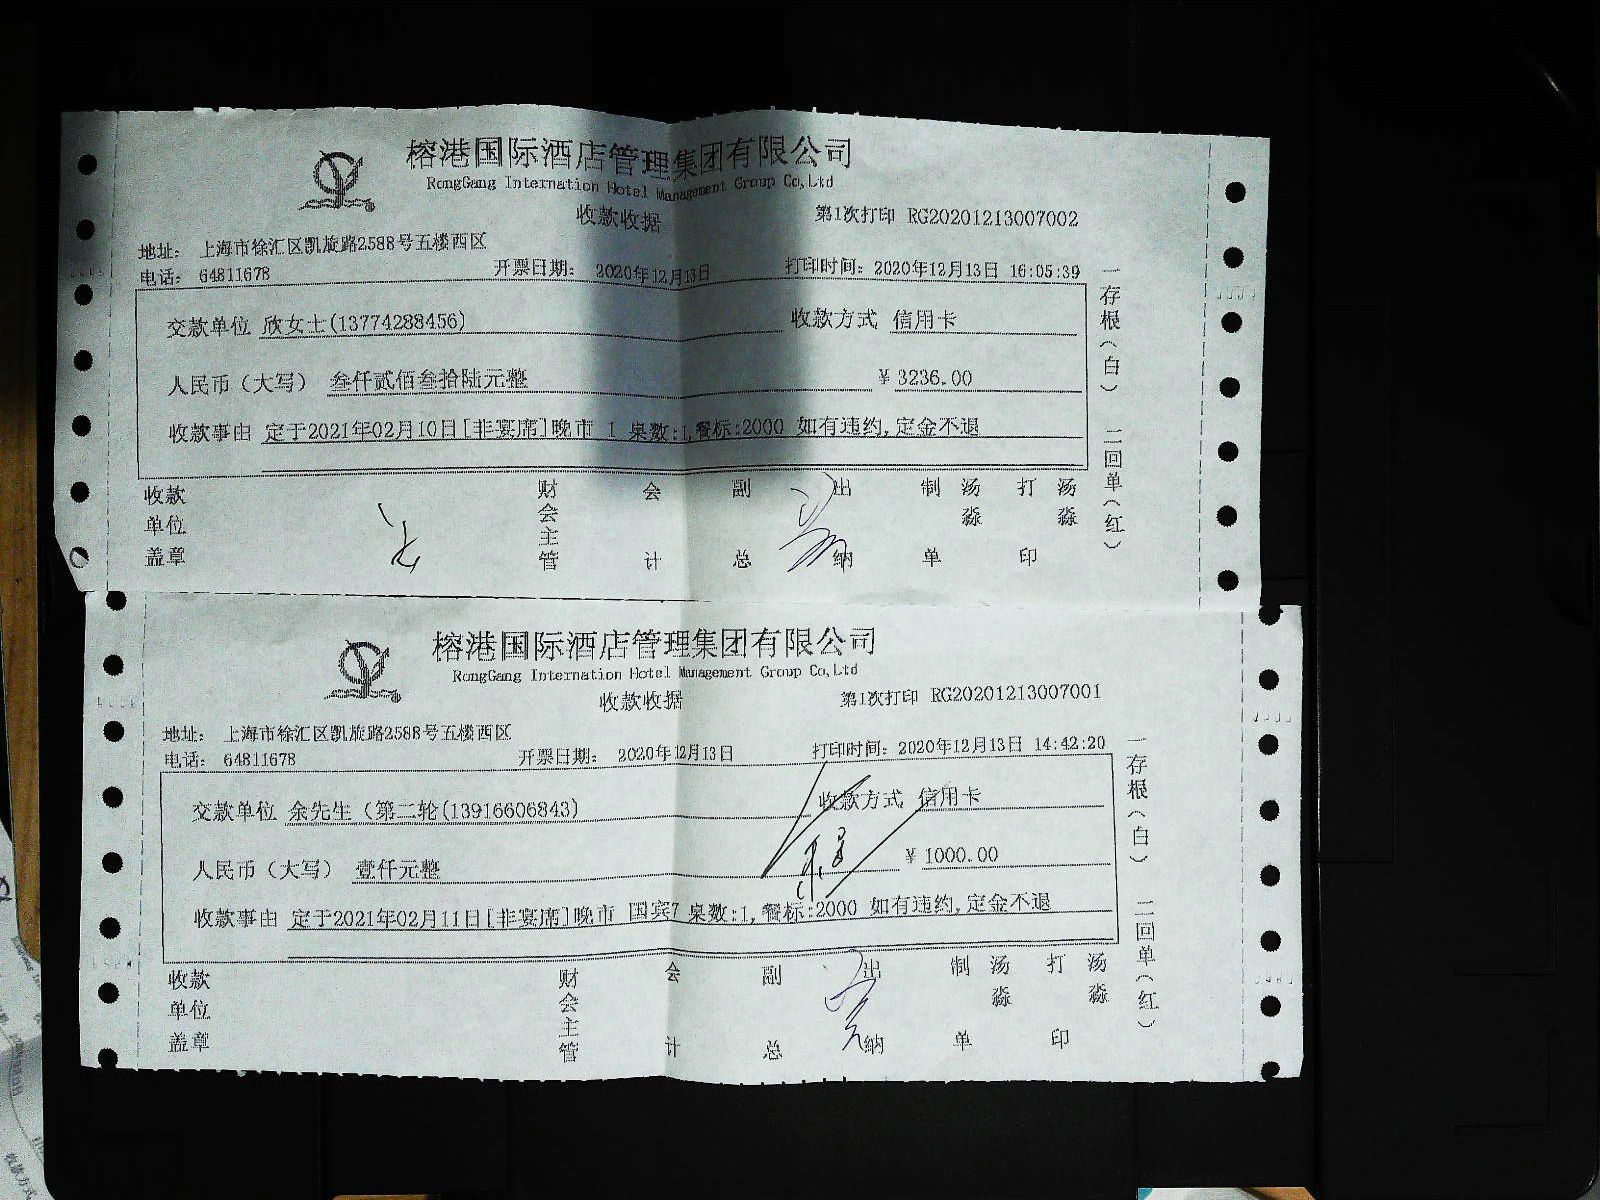 榕港国际酒店管理集团有限公司
RongGang Internation Hotel Management Group Co,Ltd
收款收据
第1次打印 RG20201213007002
地址： 上海市徐汇区凯旋路2588号五楼西区
电话： 64811678 开票日期： 2020年12月13日 打印时间：2020年12月13日 16:05:39
交款单位 欣女士(13774288456) 收款方式 信用卡
人民币（大写） 叁仟贰佰叁拾陆元整 ￥3236.00
收款事由 定于2021年02月10日[非宴席]晚市 1 桌数:1,餐标:2000 如有违约,定金不退
收款单位盖章 财会主管 会计 副总 出纳 制单 汤淼 打印 汤淼
一存根（白） 二回单（红）
榕港国际酒店管理集团有限公司
RongGang Internation Hotel Management Group Co,Ltd
收款收据
第1次打印 RG20201213007001
地址： 上海市徐汇区凯旋路2588号五楼西区
电话： 64811678 开票日期： 2020年12月13日 打印时间：2020年12月13日 14:42:20
交款单位 余先生（第二轮(13916606843) 收款方式 信用卡
人民币（大写） 壹仟元整 ￥1000.00
收款事由 定于2021年02月11日[非宴席]晚市 国宾7 桌数:1,餐标:2000 如有违约,定金不退
收款单位盖章 财会主管 会计 副总 出纳 制单 汤淼 打印 汤淼
一存根（白） 二回单（红）
收款方式